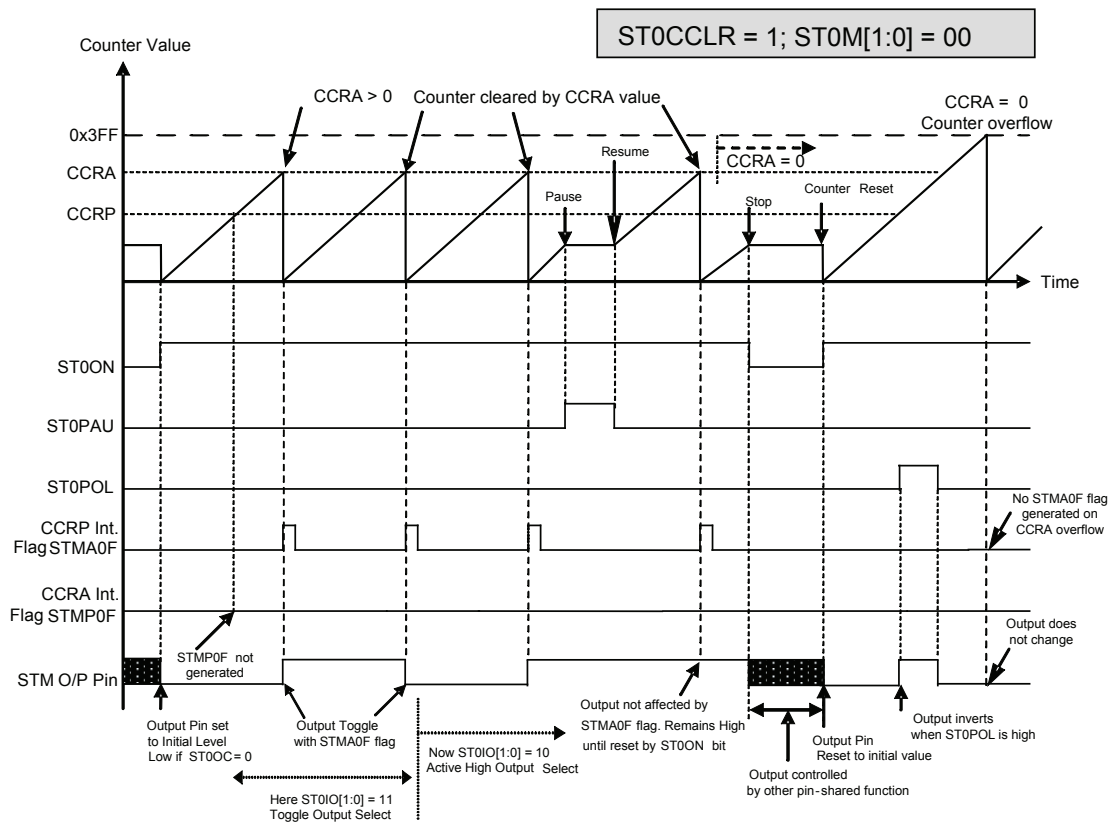 ST0CCLR = 1; ST0M[1:0] = 00
Counter Value
CCRA > 0
Counter cleared by CCRA value
CCRA = 0
Counter overflow
0x3FF
Resume
CCRA = 0
CCRA
Pause
Stop
Counter Reset
CCRP
Time
ST0ON
ST0PAU
ST0POL
No STMA0F flag
generated on
CCRA overflow
CCRP Int.
Flag STMA0F
CCRA Int.
Flag STMP0F
STMP0F not
generated
Output does
not change
STM O/P Pin
Output Pin set
to Initial Level
Low if ST0OC=0
Output Toggle
with STMA0F flag
Now ST0IO[1:0] = 10
Active High Output Select
Output not affected by
STMA0F flag. Remains High
until reset by ST0ON bit
Output Pin
Reset to initial value
Output inverts
when ST0POL is high
Output controlled
by other pin-shared function
Here ST0IO[1:0] = 11
Toggle Output Select